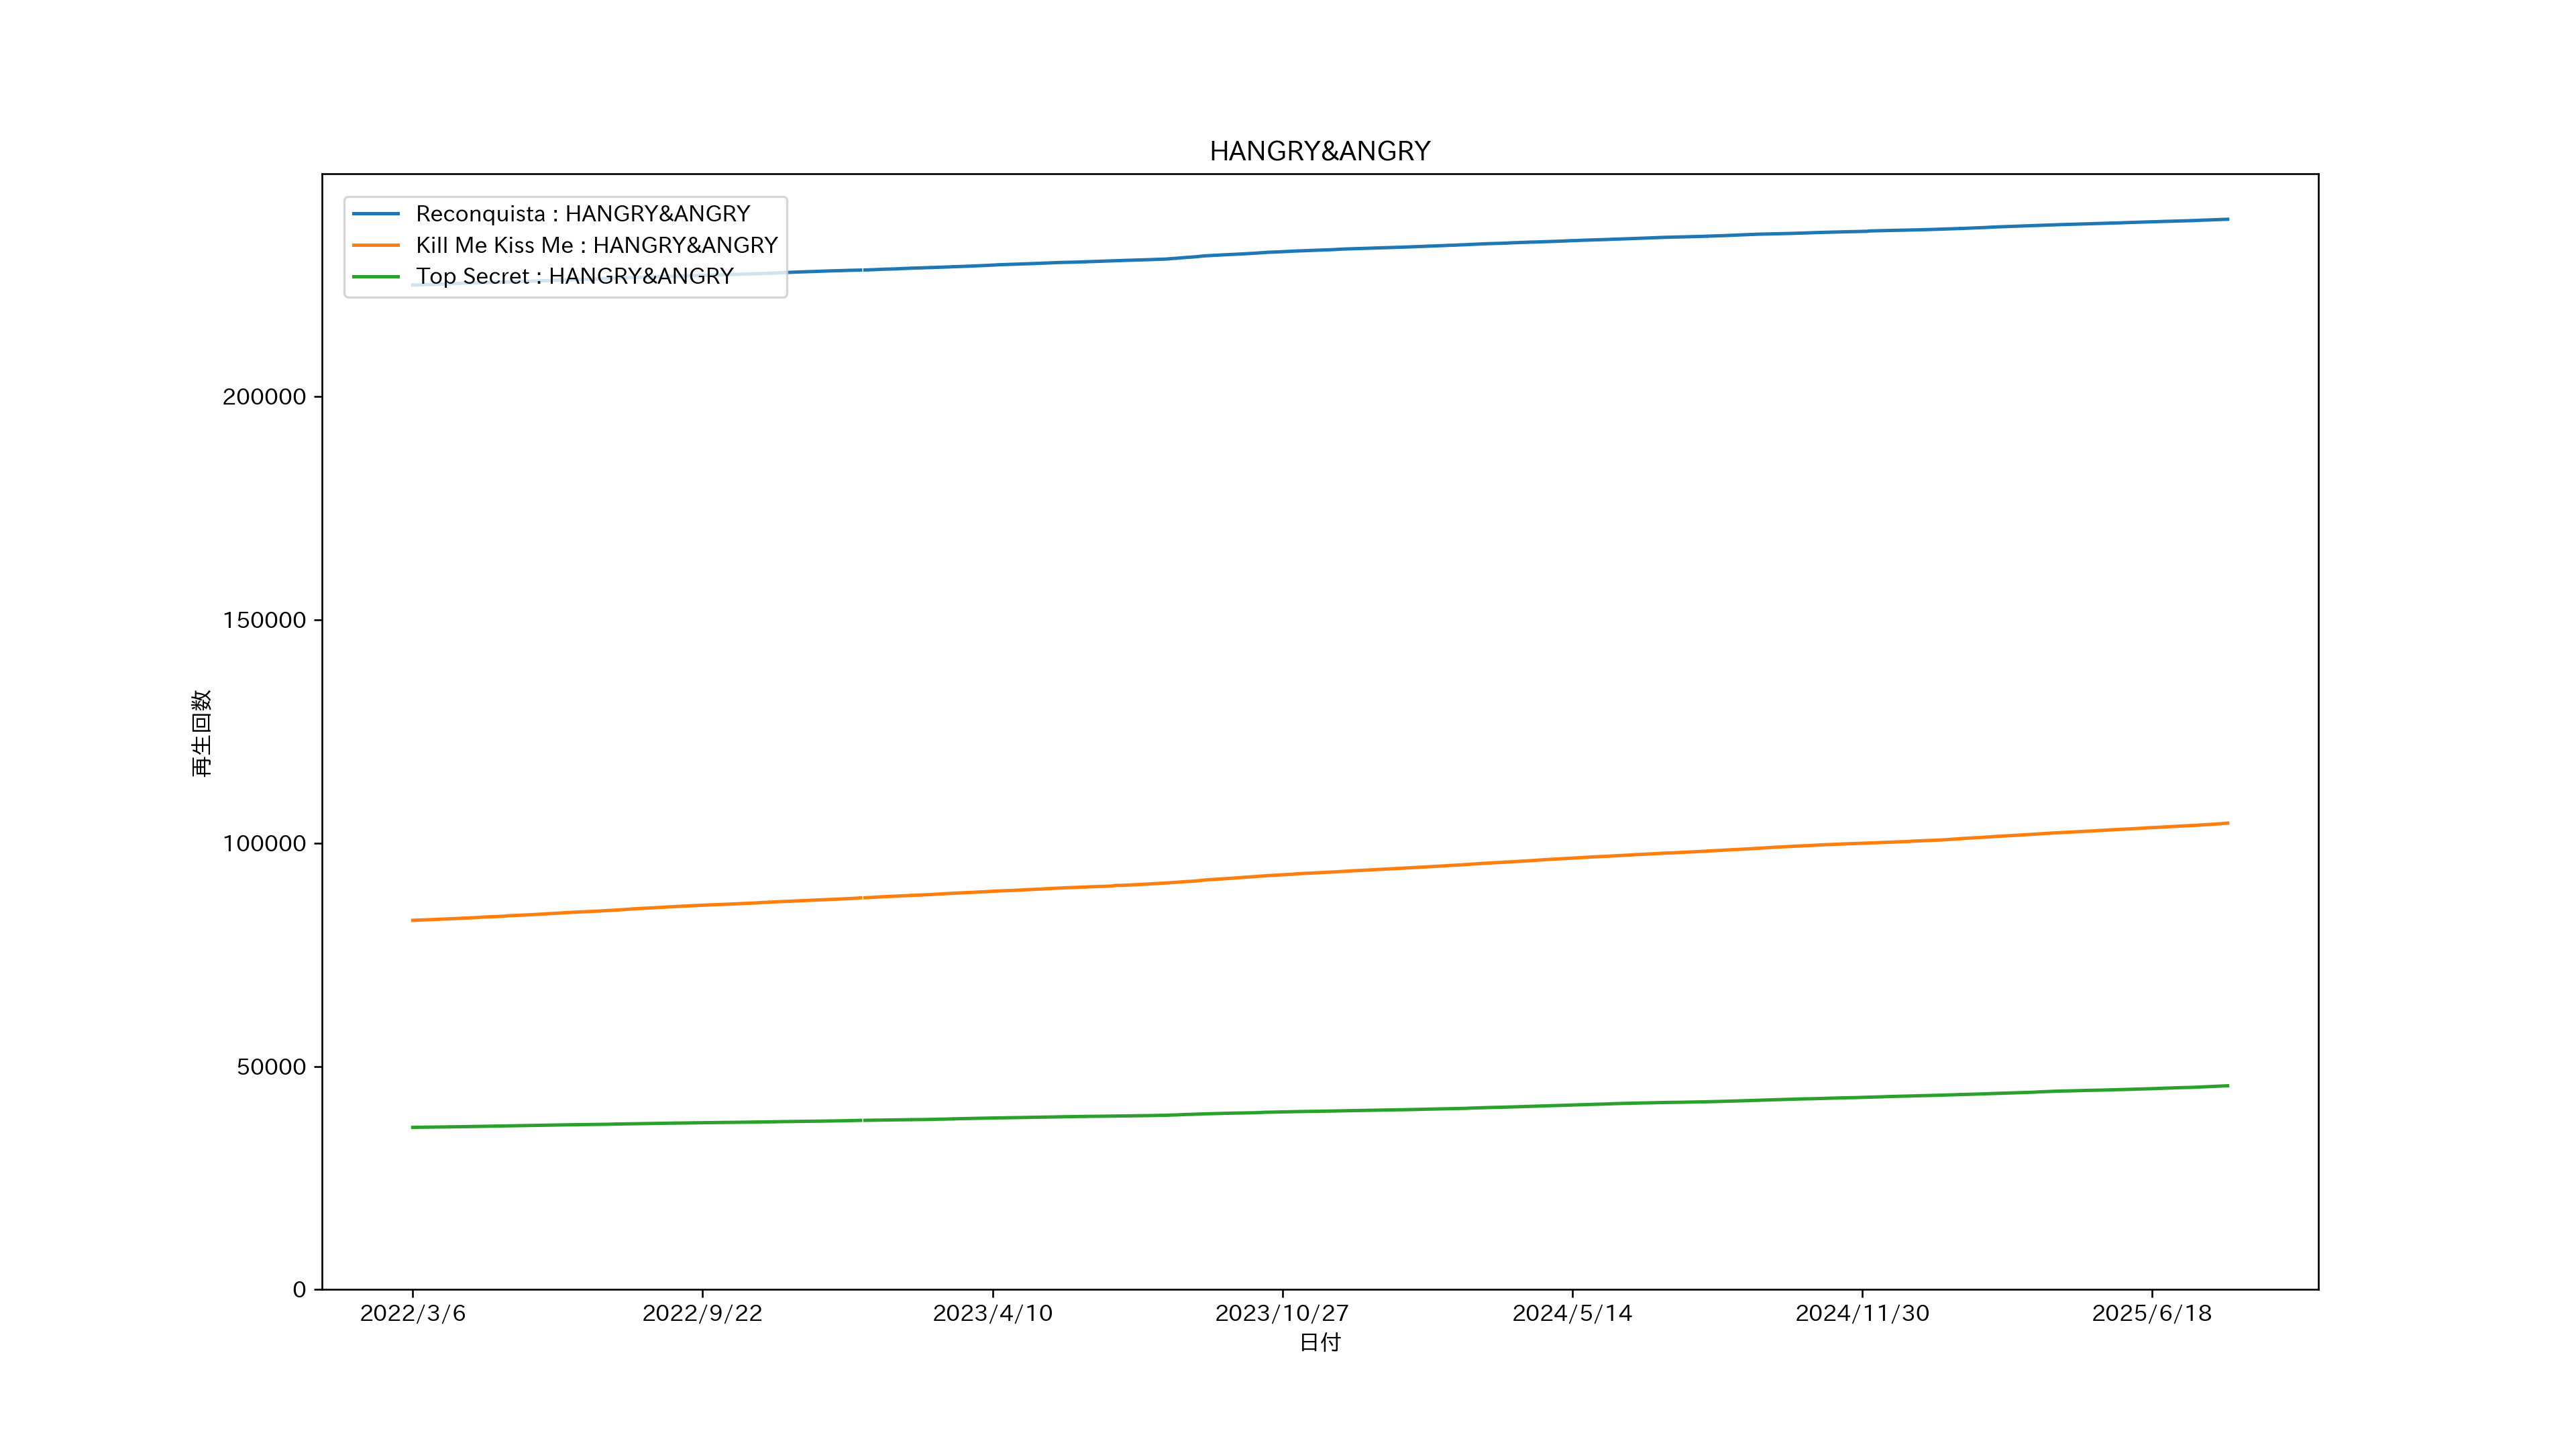 HANGRY&ANGRY
Reconquista : HANGRY&ANGRY
Kill Me Kiss Me : HANGRY&ANGRY
Top Secret : HANGRY&ANGRY
200000
150000
100000
50000
0
再生回数
2022/3/6
2022/9/22
2023/4/10
2023/10/27
2024/5/14
2024/11/30
2025/6/18
日付